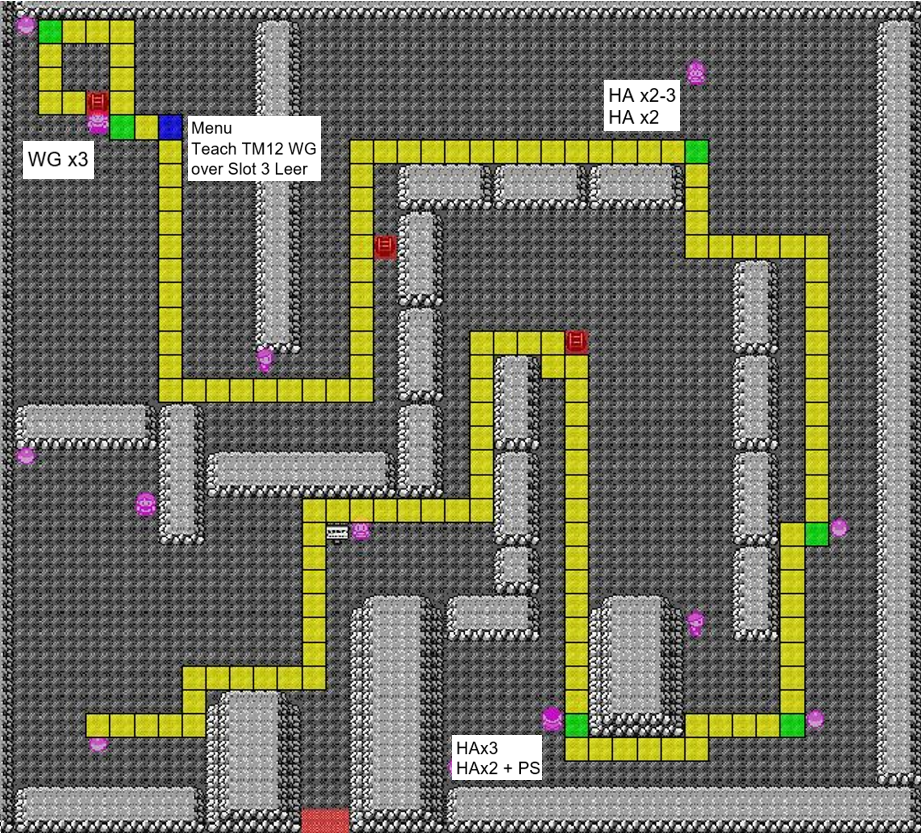 HA x2-3
HA x2
Menu
Teach TM12 WG
over Slot 3 Leer
WG x3
HAx3
HAx2 + PS